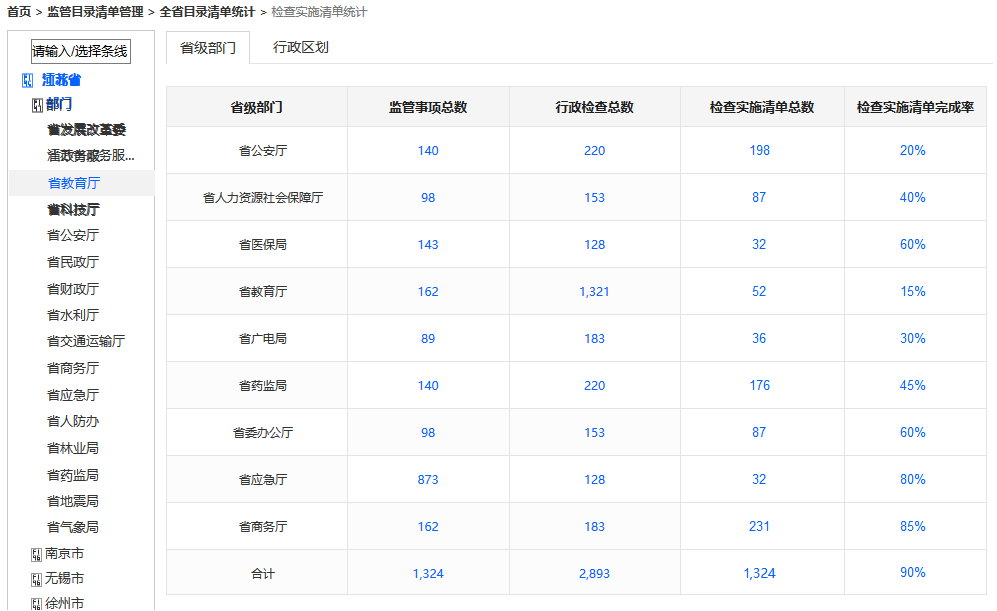 首页 > 监管目录清单管理 > 全省目录清单统计 > 检查实施清单统计
请输入/选择条线
江苏省
部门
省发展改革委
省教育厅
省科技厅
省公安厅
省民政厅
省财政厅
省水利厅
省交通运输厅
省商务厅
省应急厅
省人防办
省林业局
省药监局
省地震局
省气象局
南京市
无锡市
徐州市
省级部门 行政区划
省级部门 监管事项总数 行政检查总数 检查实施清单总数 检查实施清单完成率
省公安厅 140 220 198 20%
省人力资源社会保障厅 98 153 87 40%
省医保局 143 128 32 60%
省教育厅 162 1,321 52 15%
省广电局 89 183 36 30%
省药监局 140 220 176 45%
省委办公厅 98 153 87 60%
省应急厅 873 128 32 80%
省商务厅 162 183 231 85%
合计 1,324 2,893 1,324 90%